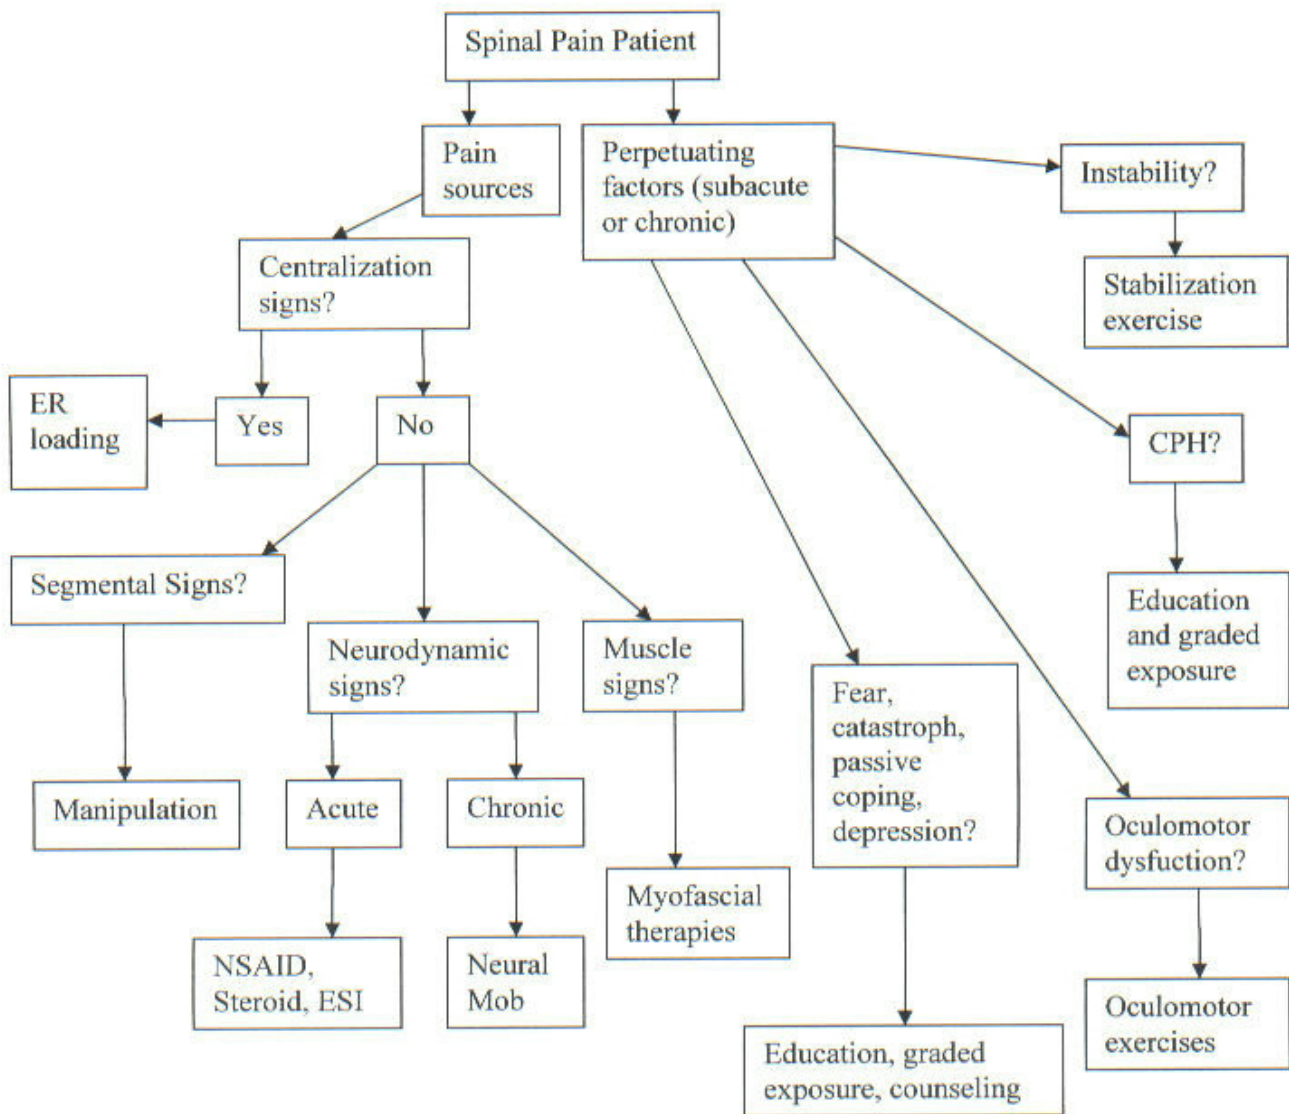 Spinal Pain Patient
Pain
sources
Perpetuating
factors (subacute
or chronic)
Instability?
Stabilization
exercise
Centralization
signs?
ER
loading
Yes
No
CPH?
Education
and graded
exposure
Segmental Signs?
Neurodynamic
signs?
Muscle
signs?
Fear,
catastroph,
passive
coping,
depression?
Manipulation
Acute
Chronic
Oculomotor
dysfuction?
Myofascial
therapies
NSAID,
Steroid, ESI
Neural
Mob
Oculomotor
exercises
Education, graded
exposure, counseling